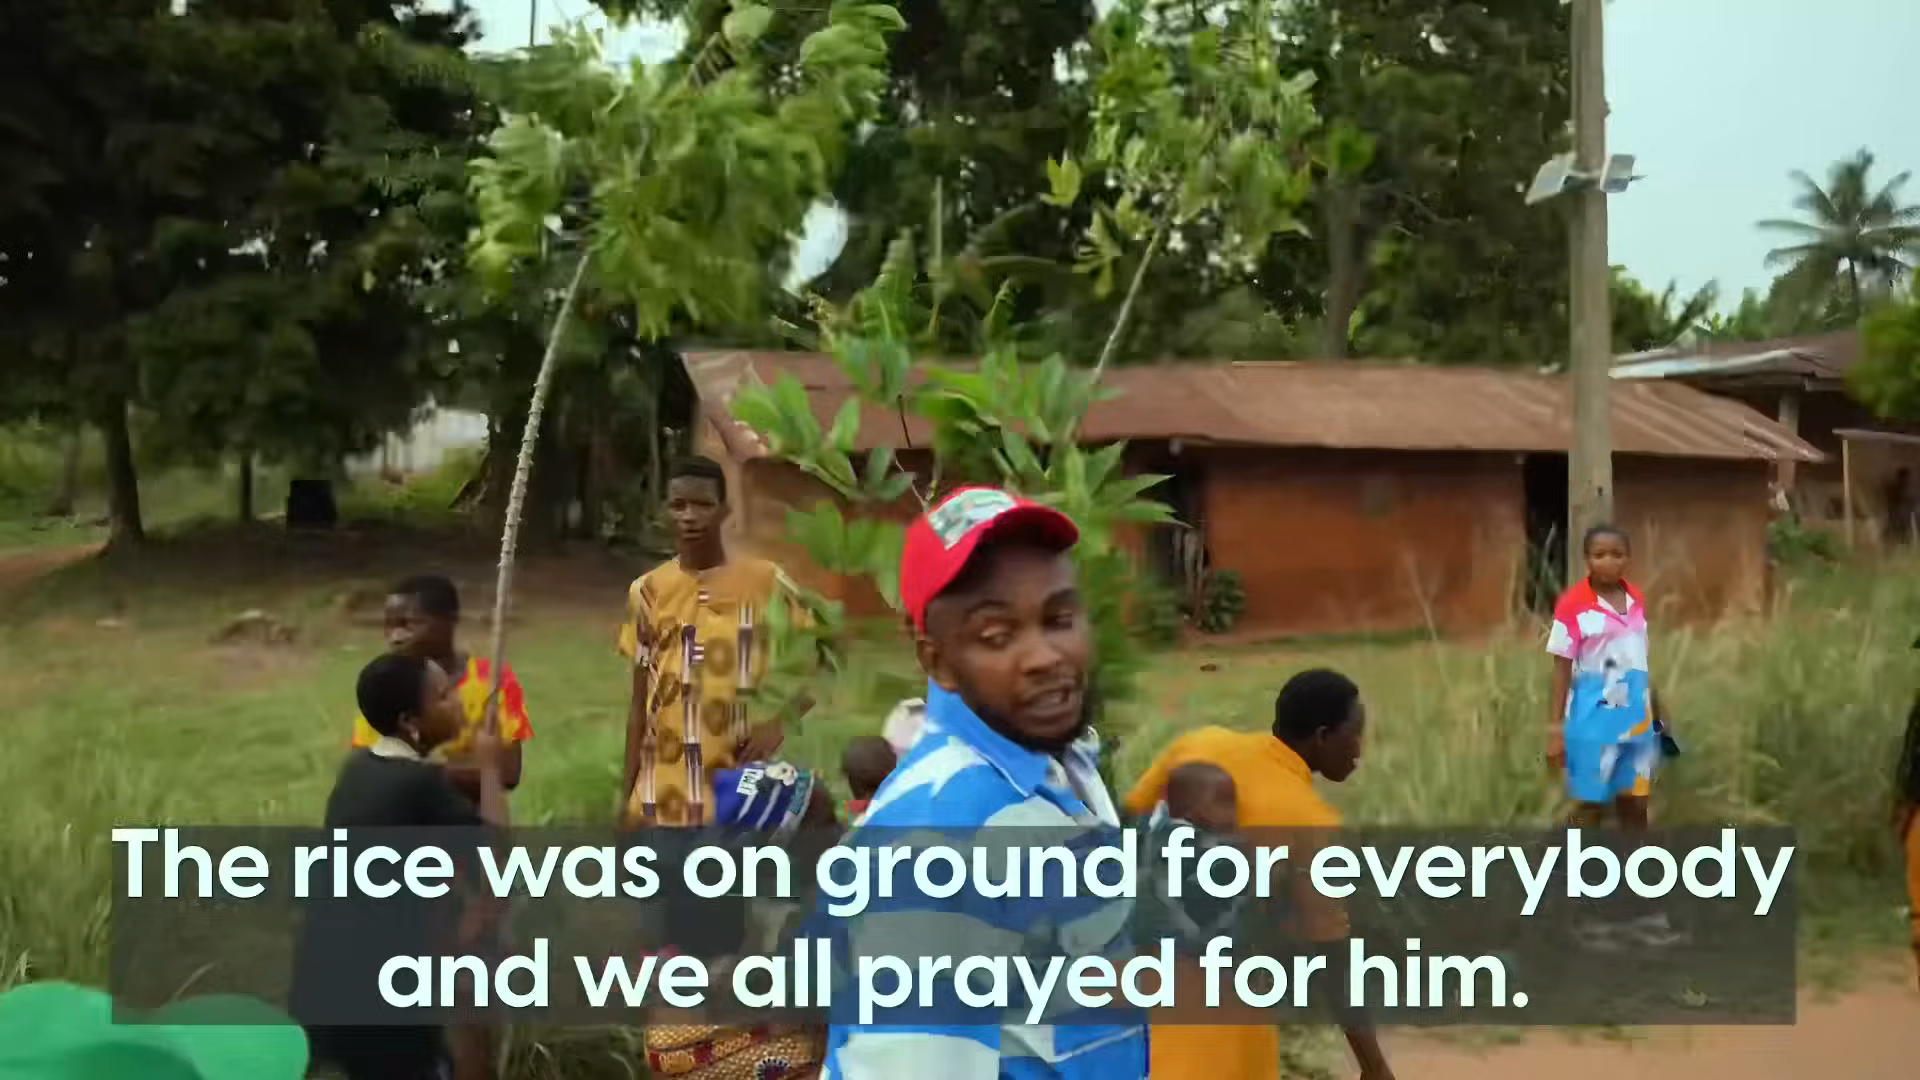 The rice was on ground for everybody
and we all prayed for him.